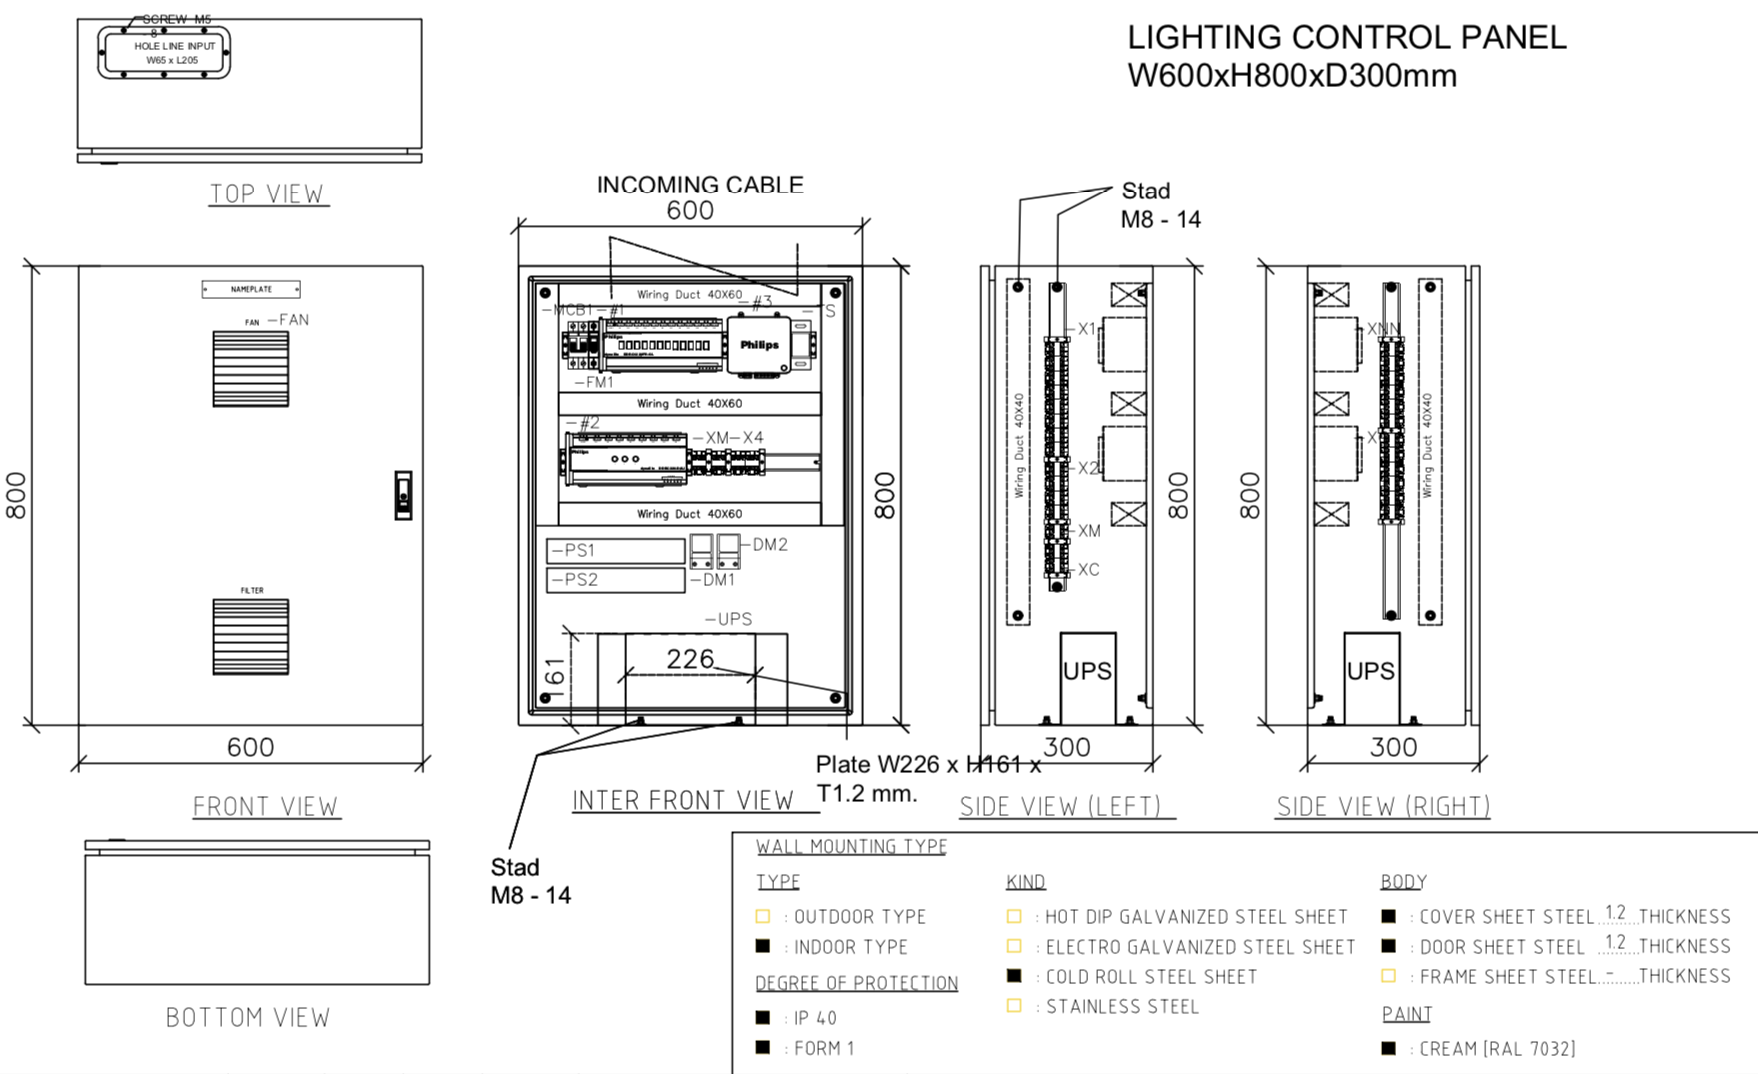 LIGHTING CONTROL PANEL
W600xH800xD300mm
SCREW M5
8
HOLE LINE INPUT
W65 x L205
TOP VIEW
NAMEPLATE
FAN -FAN
FILTER
800
600
FRONT VIEW
BOTTOM VIEW
INCOMING CABLE
600
Wiring Duct 40X60
-MCB1-#1
-#3
-TS
Philips
Philips
-FM1
Wiring Duct 40X60
-#2
-XM-X4
Philips
Wiring Duct 40X60
-PS1
-DM2
-PS2
-DM1
-UPS
161
226
800
INTER FRONT VIEW
Plate W226 x H161 x
T1.2 mm.
Stad
M8 - 14
Stad
M8 - 14
-X1
-X2
-XM
-XC
Wiring Duct 40X40
UPS
800
300
SIDE VIEW (LEFT)
-XNN
Wiring Duct 40X40
UPS
800
300
SIDE VIEW (RIGHT)
WALL MOUNTING TYPE
TYPE
: OUTDOOR TYPE
: INDOOR TYPE
DEGREE OF PROTECTION
: IP 40
: FORM 1
KIND
: HOT DIP GALVANIZED STEEL SHEET
: ELECTRO GALVANIZED STEEL SHEET
: COLD ROLL STEEL SHEET
: STAINLESS STEEL
BODY
: COVER SHEET STEEL 1.2 THICKNESS
: DOOR SHEET STEEL 1.2 THICKNESS
: FRAME SHEET STEEL - THICKNESS
PAINT
: CREAM [RAL 7032]